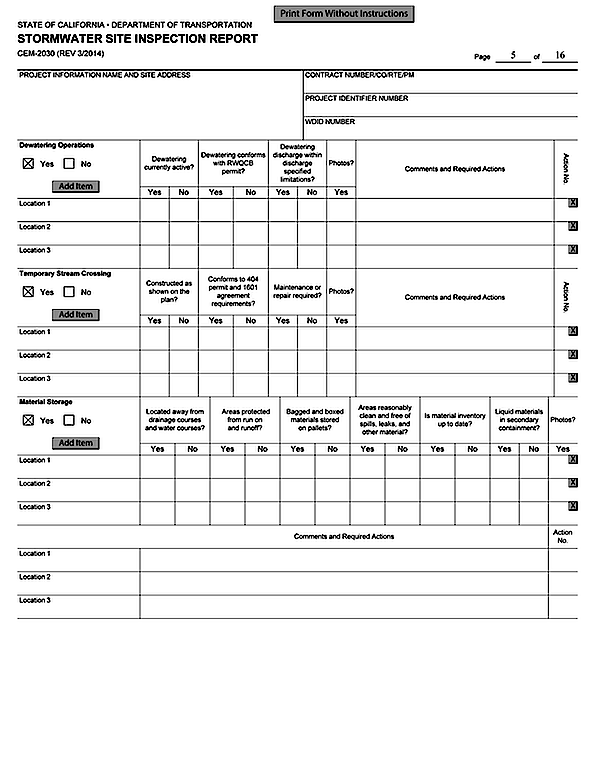 Print Form Without Instructions
STATE OF CALIFORNIA • DEPARTMENT OF TRANSPORTATION
STORMWATER SITE INSPECTION REPORT
CEM-2030 (REV 3/2014)
Page 5 of 16
PROJECT INFORMATION NAME AND SITE ADDRESS
CONTRACT NUMBER/CO/RTE/PM
PROJECT IDENTIFIER NUMBER
WDID NUMBER
Dewatering Operations
Yes No
Add Item
Dewatering
currently active?
Dewatering conforms
with RWQCB
permit?
Dewatering
discharge within
discharge
specified
limitations?
Photos?
Comments and Required Actions
Action No.
Yes No Yes No Yes No Yes
Location 1 X
Location 2 X
Location 3 X
Temporary Stream Crossing
Yes No
Add Item
Constructed as
shown on the
plan?
Conforms to 404
permit and 1601
agreement
requirements?
Maintenance or
repair required?
Photos?
Comments and Required Actions
Action No.
Yes No Yes No Yes No Yes
Location 1 X
Location 2 X
Location 3 X
Material Storage
Yes No
Add Item
Located away from
drainage courses
and water courses?
Areas protected
from run on
and runoff?
Bagged and boxed
materials stored
on pallets?
Areas reasonably
clean and free of
spills, leaks, and
other material?
Is material inventory
up to date?
Liquid materials
in secondary
containment?
Photos?
Yes No Yes No Yes No Yes No Yes No Yes No Yes
Location 1 X
Location 2 X
Location 3 X
Comments and Required Actions
Action
No.
Location 1
Location 2
Location 3